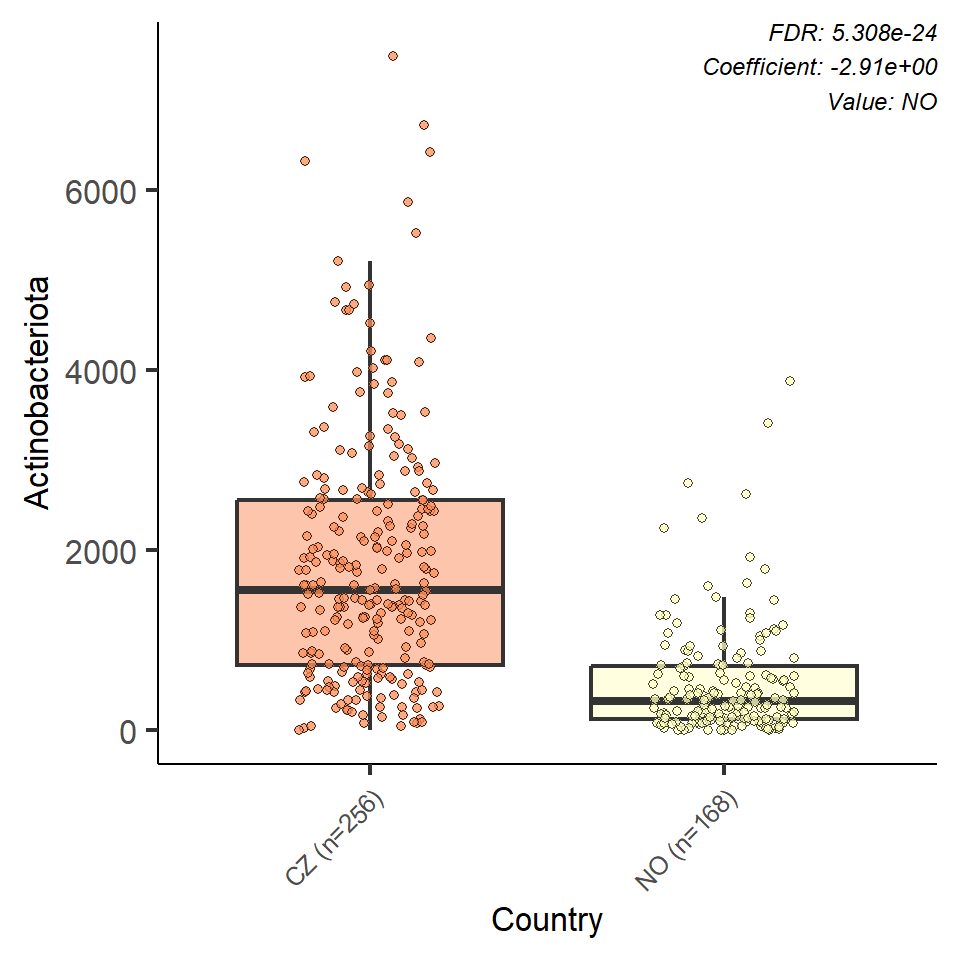 FDR: 5.308e-24
Coefficient: -2.91e+00
Value: NO
Actinobacteriota
6000
4000
2000
0
CZ (n=256)
NO (n=168)
Country